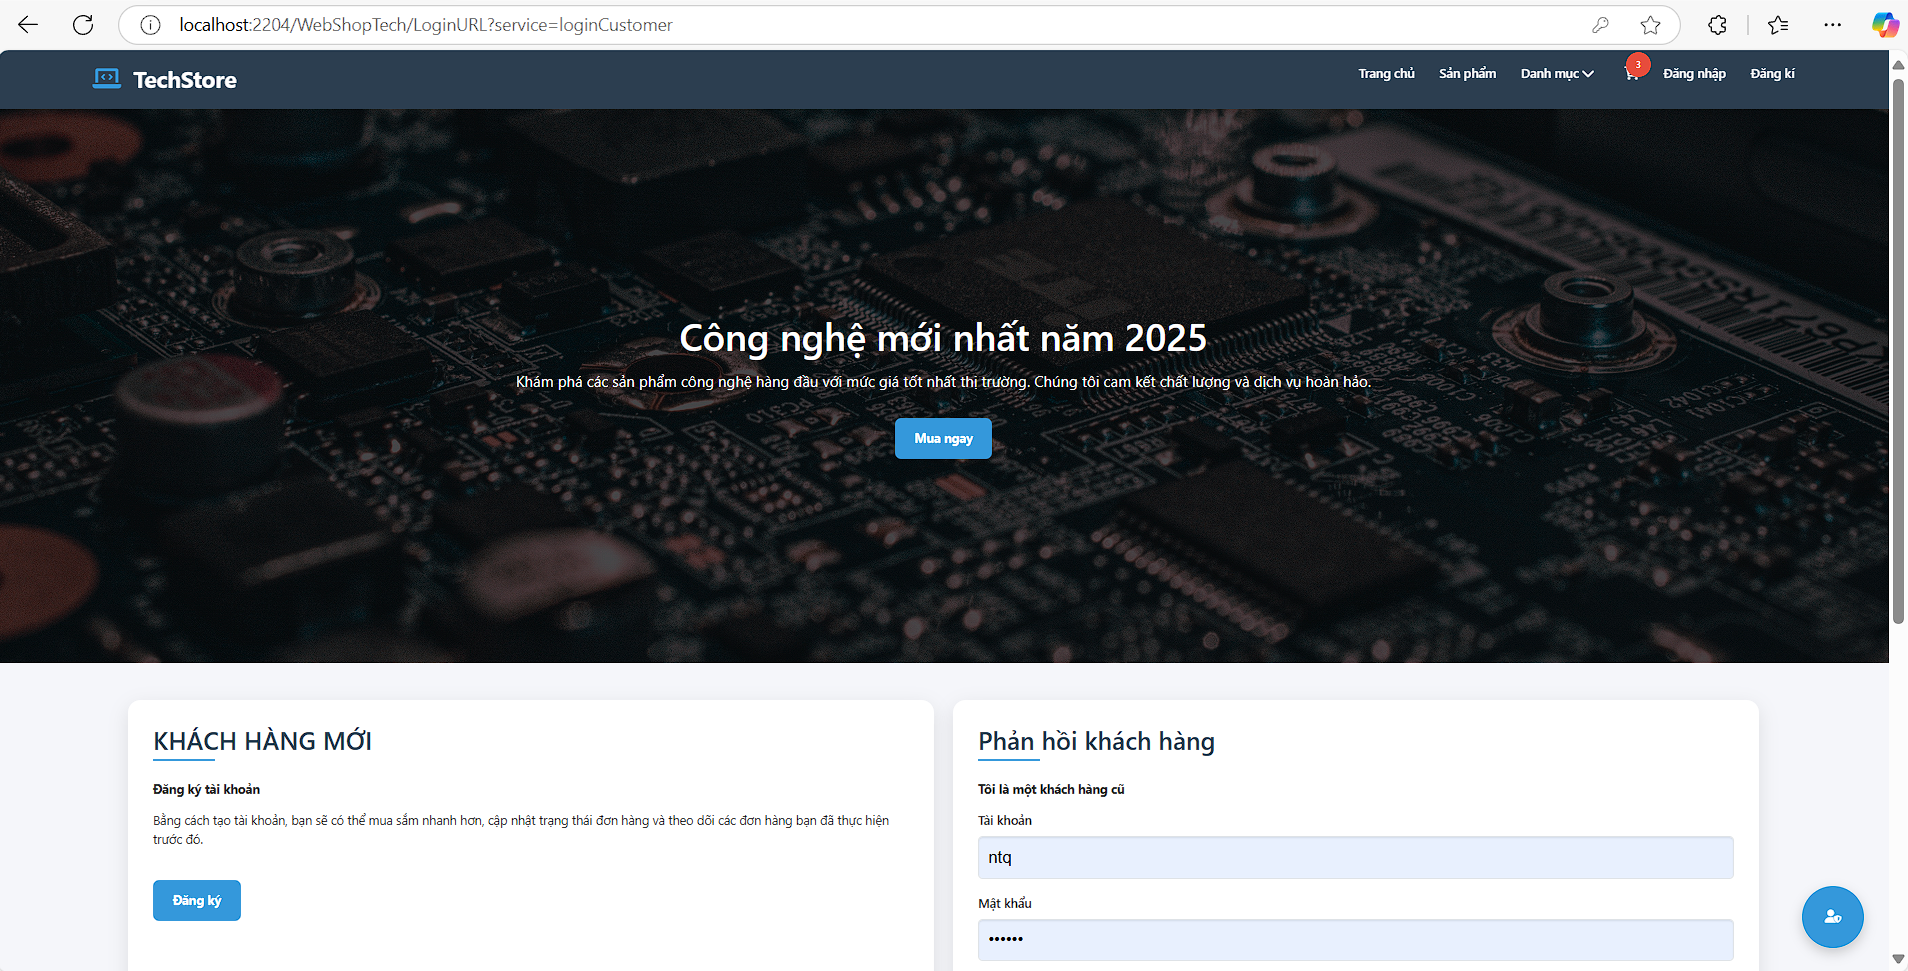 localhost:2204/WebShopTech/LoginURL?service=loginCustomer
TechStore
Trang chủ
Sản phẩm
Danh mục
3
Đăng nhập
Đăng kí
Công nghệ mới nhất năm 2025
Khám phá các sản phẩm công nghệ hàng đầu với mức giá tốt nhất thị trường. Chúng tôi cam kết chất lượng và dịch vụ hoàn hảo.
Mua ngay
KHÁCH HÀNG MỚI
Đăng ký tài khoản
Bằng cách tạo tài khoản, bạn sẽ có thể mua sắm nhanh hơn, cập nhật trạng thái đơn hàng và theo dõi các đơn hàng bạn đã thực hiện
trước đó.
Đăng ký
Phản hồi khách hàng
Tôi là một khách hàng cũ
Tài khoản
ntq
Mật khẩu
••••••